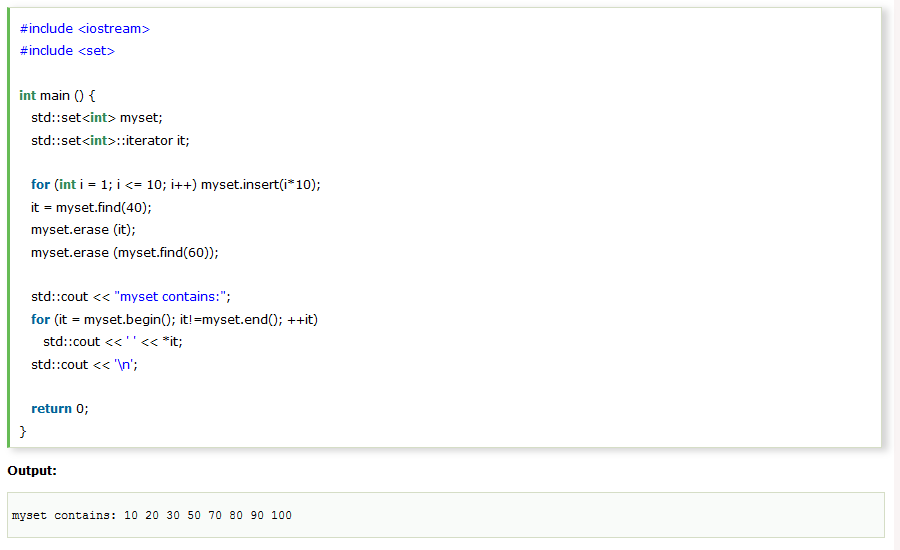 #include <iostream>
#include <set>
int main () {
std::set<int> myset;
std::set<int>::iterator it;
for (int i = 1; i <= 10; i++) myset.insert(i*10);
it = myset.find(40);
myset.erase (it);
myset.erase (myset.find(60));
std::cout << "myset contains:";
for (it = myset.begin(); it!=myset.end(); ++it)
std::cout << ' ' << *it;
std::cout << '\n';
return 0;
}
Output:
myset contains: 10 20 30 50 70 80 90 100